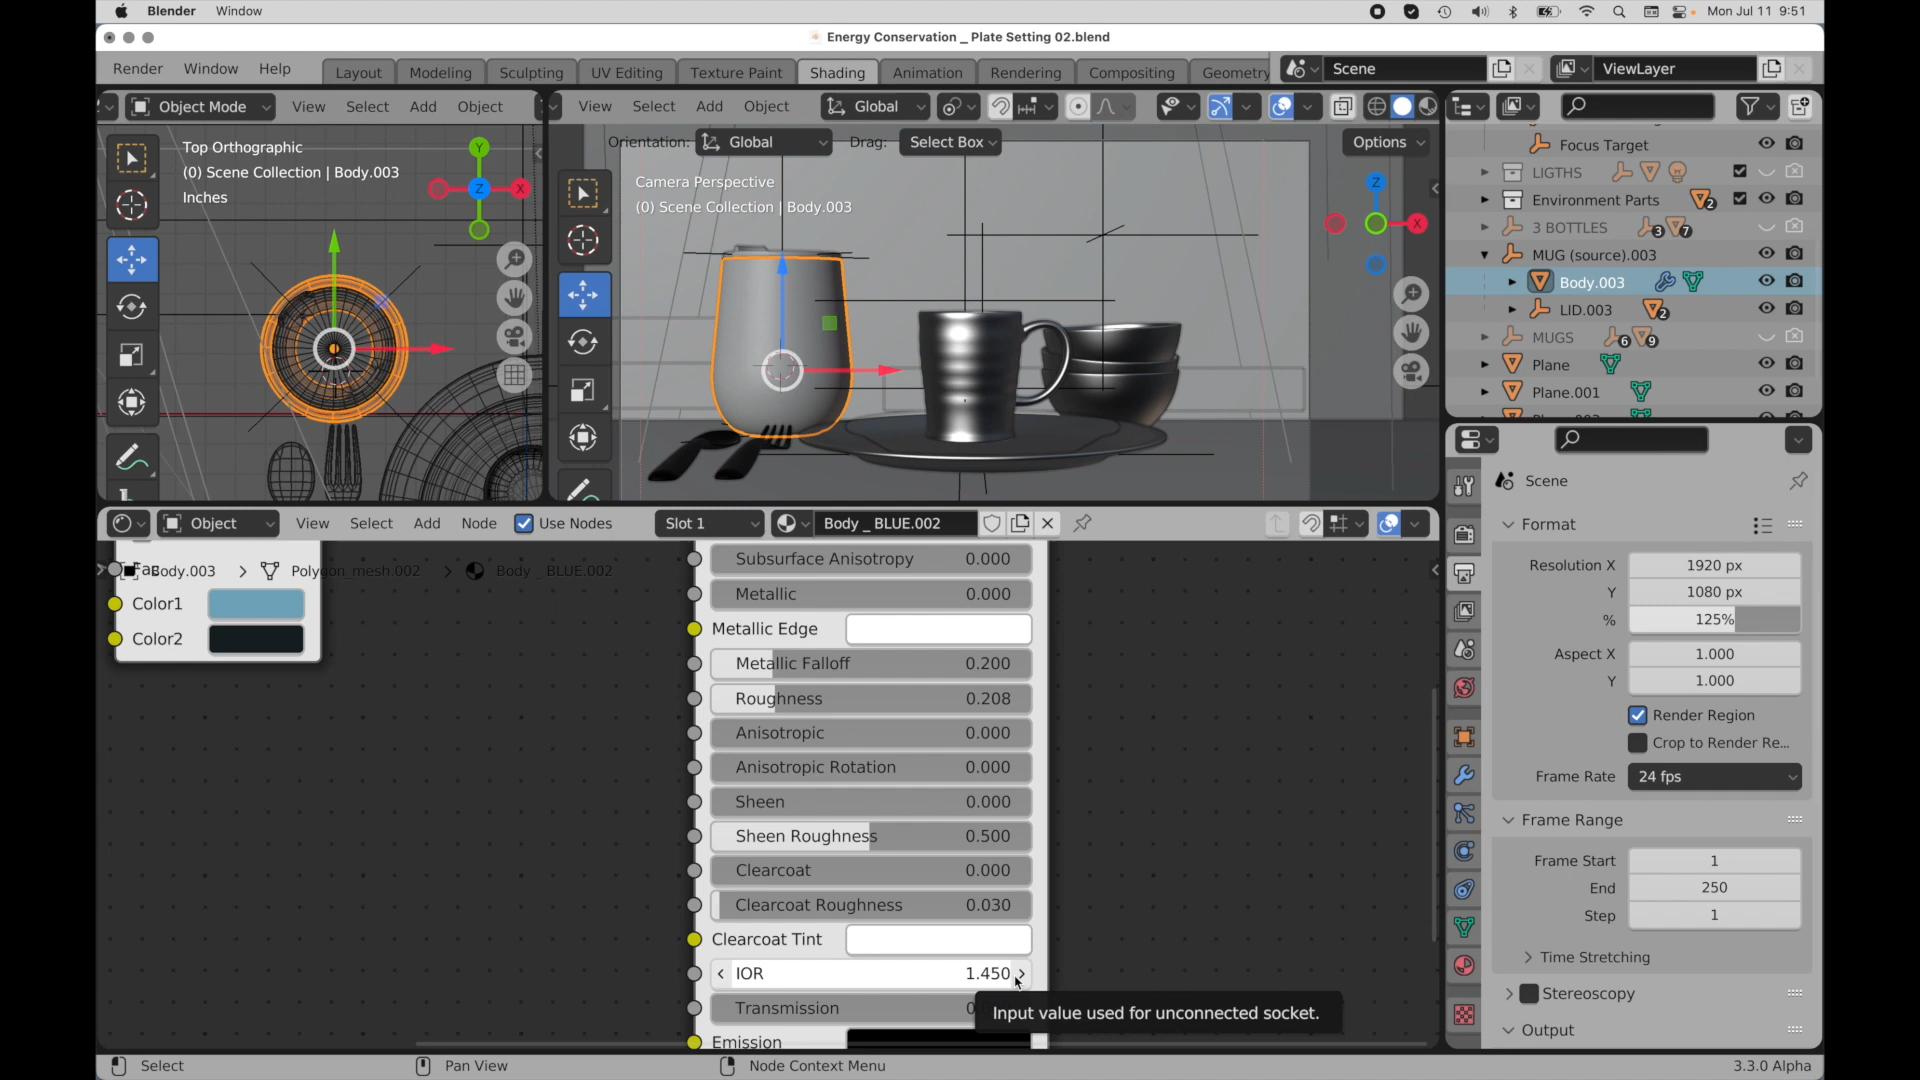 Blender Window Mon Jul 11 9:51
Energy Conservation _ Plate Setting 02.blend
Render Window Help Layout Modeling Sculpting UV Editing Texture Paint Shading Animation Rendering Compositing Geometry Scene ViewLayer
Object Mode View Select Add Object
View Select Add Object Global
Orientation: Global Drag: Select Box Options
Top Orthographic
(0) Scene Collection | Body.003
Inches
Y
Z
X
Camera Perspective
(0) Scene Collection | Body.003
Z
X
Focus Target
LIGTHS
Environment Parts 2
3 BOTTLES 3 7
MUG (source).003
Body.003
LID.003 2
MUGS 6 9
Plane
Plane.001
Object View Select Add Node Use Nodes Slot 1 Body _ BLUE.002
Body.003 > Polygon_mesh.002 > Body _ BLUE.002
Color1
Color2
Subsurface Anisotropy 0.000
Metallic 0.000
Metallic Edge
Metallic Falloff 0.200
Roughness 0.208
Anisotropic 0.000
Anisotropic Rotation 0.000
Sheen 0.000
Sheen Roughness 0.500
Clearcoat 0.000
Clearcoat Roughness 0.030
Clearcoat Tint
IOR 1.450
Transmission
Input value used for unconnected socket.
Emission
Scene
Format
Resolution X 1920 px
Y 1080 px
% 125%
Aspect X 1.000
Y 1.000
Render Region
Crop to Render Re...
Frame Rate 24 fps
Frame Range
Frame Start 1
End 250
Step 1
Time Stretching
Stereoscopy
Output
Select Pan View Node Context Menu 3.3.0 Alpha